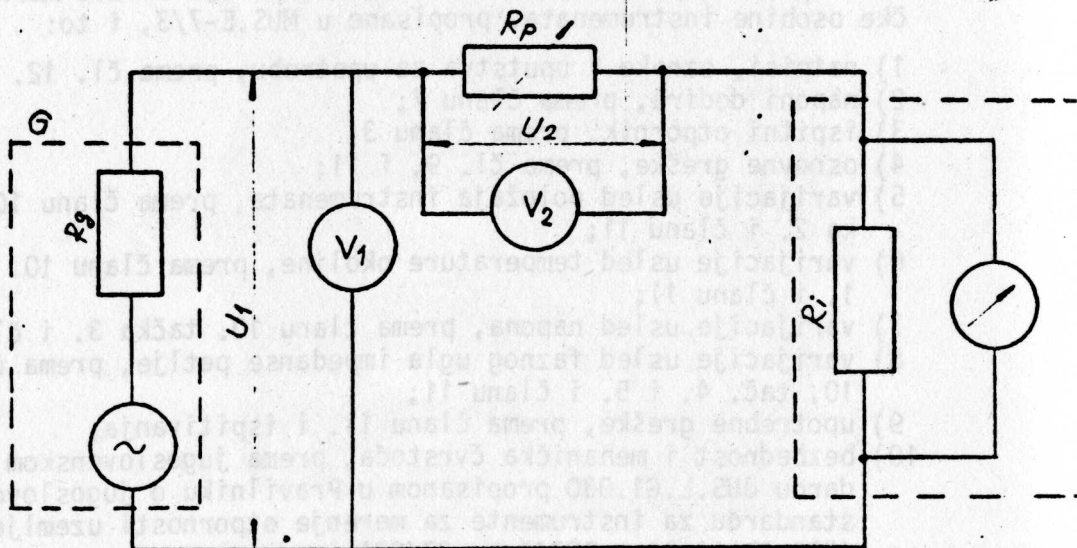 čke osobine instrumenata, propisane u MUS.E-7/3, i to:
1) natpisi, oznake i uputstva za upotrebu, prema čl. 12.
2) naponi dodira, prema članu 7;
3) ispitni otpornik, prema članu 3.
4) osnovne greške, prema čl. 9. i 11;
5) varijacije usled položaja instrumenata, prema članu 10
2. i članu 11;
6) varijacije usled temperature okoline, prema članu 10.
1. i članu 11;
7) varijacije usled napona, prema članu 10. tačka 3. i
8) varijacije usled faznog ugla impedanse petlje, prema
10, tač. 4. i 5. i članu 11;
9) upotrebne greške, prema članu 11. i ispitivanja
10) bezbednost i mehanička čvrstoća, prema jugoslovenskom
dardu JUS.L.G1.030 propisanom u Pravilniku o jugoslov
standardu za instrumente za merenje otpornosti uzemlje
Rp
G
U2
V2
Rg
V1
U1
Ri